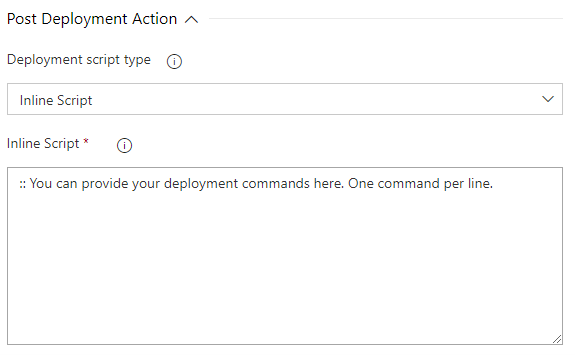 Post Deployment Action
Deployment script type
Inline Script
Inline Script *
:: You can provide your deployment commands here. One command per line.